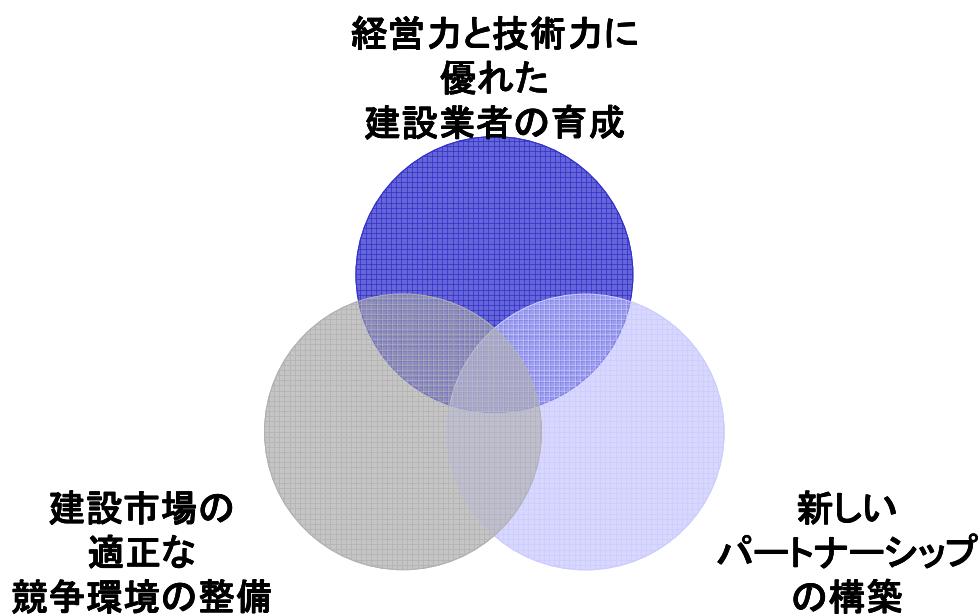 経営力と技術力に
優れた
建設業者の育成
建設市場の
適正な
競争環境の整備
新しい
パートナーシップ
の構築